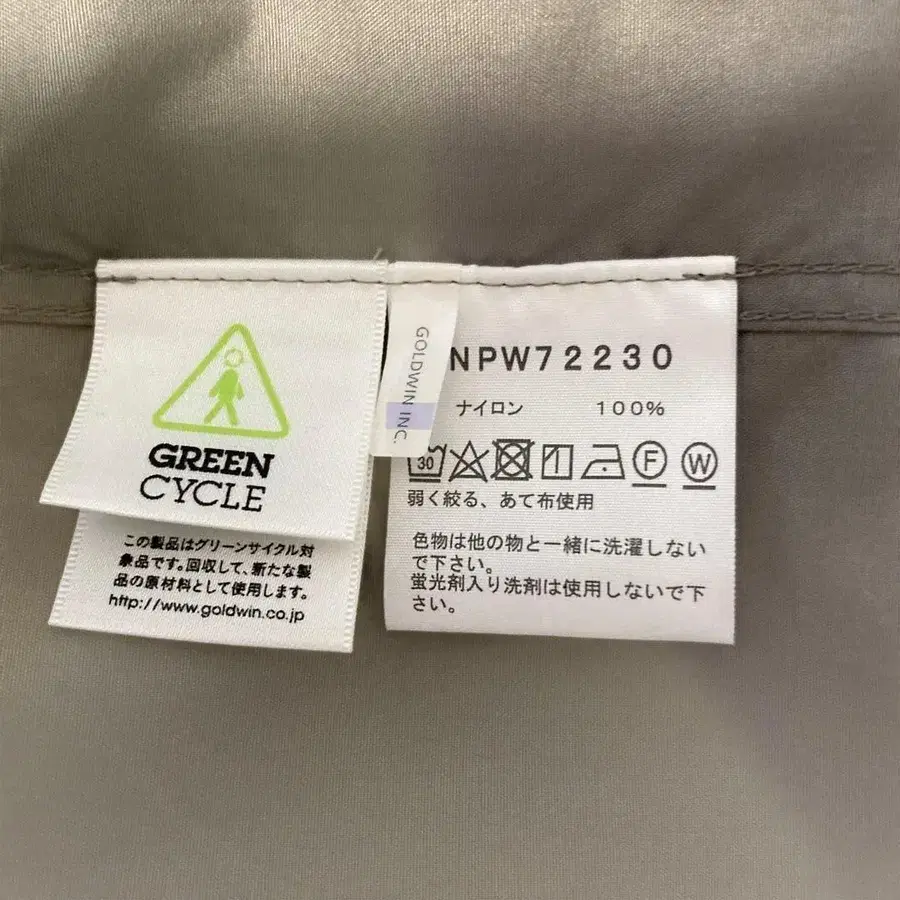 GREEN
CYCLE
この製品はグリーンサイクル対
象品です。回収して、新たな製
品の原材料として使用します。
http://www.goldwin.co.jp
GOLDWIN INC.
NPW72230
ナイロン 100%
30
F
W
弱く絞る、あて布使用
色物は他の物と一緒に洗濯しない
で下さい。
蛍光剤入り洗剤は使用しないで下
さい。